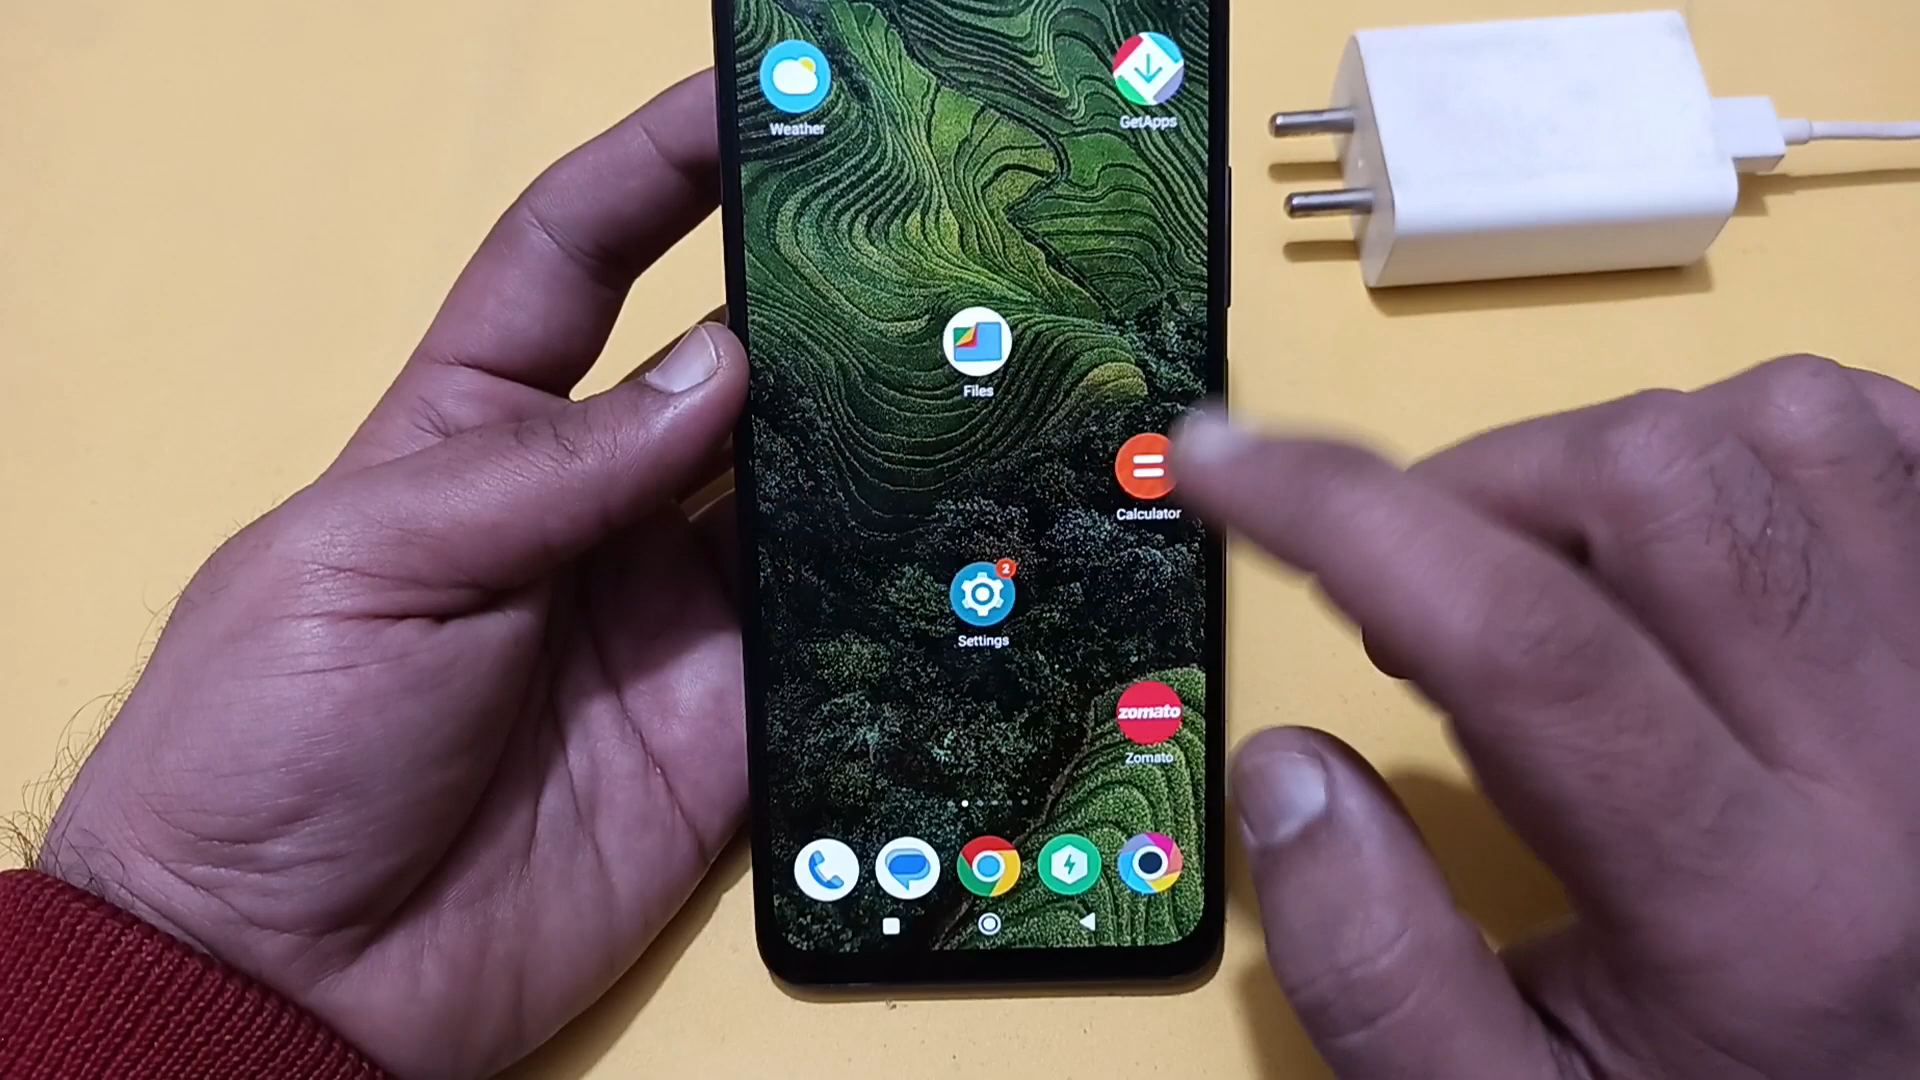 Weather
GetApps
Files
Calculator
2
Settings
zomato
Zomato